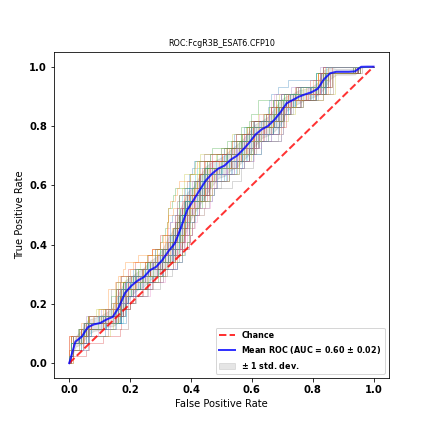 ROC:FcgR3B_ESAT6.CFP10
1.0
0.8
0.6
0.4
0.2
0.0
True Positive Rate
0.0 0.2 0.4 0.6 0.8 1.0
False Positive Rate
Chance
Mean ROC (AUC = 0.60 ± 0.02)
± 1 std. dev.